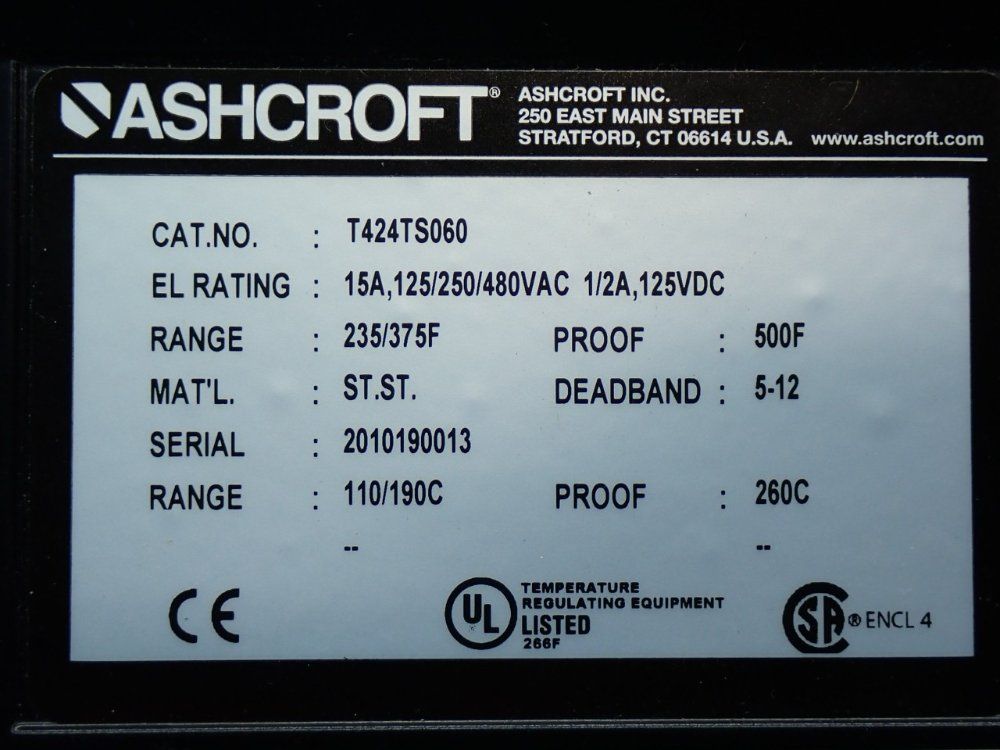 ASHCROFT®
ASHCROFT INC.
250 EAST MAIN STREET
STRATFORD, CT 06614 U.S.A. www.ashcroft.com
CAT.NO. : T424TS060
EL RATING : 15A,125/250/480VAC 1/2A,125VDC
RANGE : 235/375F PROOF : 500F
MAT'L. : ST.ST. DEADBAND : 5-12
SERIAL : 2010190013
RANGE : 110/190C PROOF : 260C
-- --
CE
UL
TEMPERATURE
REGULATING EQUIPMENT
LISTED
266F
SA ® ENCL 4